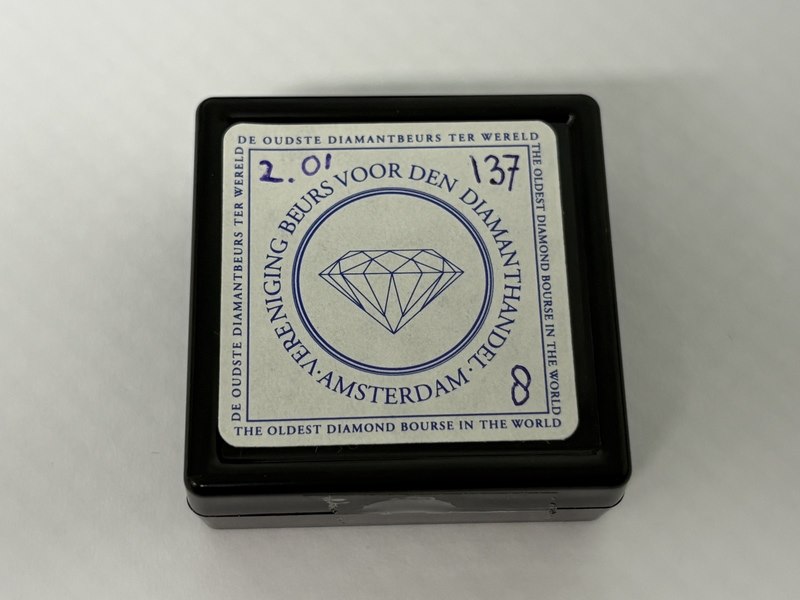 DE OUDSTE DIAMANTBEURS TER WERELD
DE OUDSTE DIAMANTBEURS TER WERELD
THE OLDEST DIAMOND BOURSE IN THE WORLD
2.01
137
VERENIGING BEURS VOOR DEN DIAMANTHANDEL
·AMSTERDAM·
8
THE OLDEST DIAMOND BOURSE IN THE WORLD